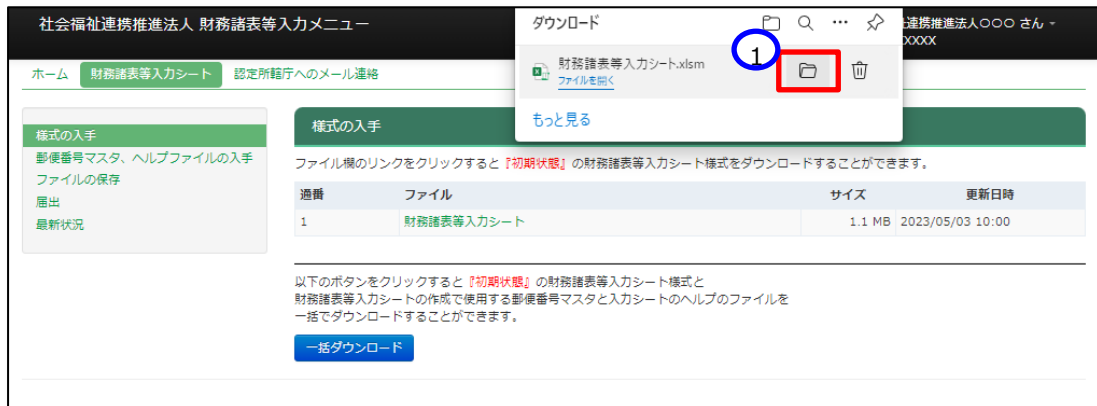 社会福祉連携推進法人 財務諸表等入力メニュー
連携推進法人○○○ さん
XXXX
ダウンロード
財務諸表等入力シート.xlsm
ファイルを開く
もっと見る
1
ホーム 財務諸表等入力シート 認定所轄庁へのメール連絡
様式の入手
郵便番号マスタ、ヘルプファイルの入手
ファイルの保存
届出
最新状況
様式の入手
ファイル欄のリンクをクリックすると『初期状態』の財務諸表等入力シート様式をダウンロードすることができます。
通番 ファイル サイズ 更新日時
1 財務諸表等入力シート 1.1 MB 2023/05/03 10:00
以下のボタンをクリックすると『初期状態』の財務諸表等入力シート様式と
財務諸表等入力シートの作成で使用する郵便番号マスタと入力シートのヘルプのファイルを
一括でダウンロードすることができます。
一括ダウンロード